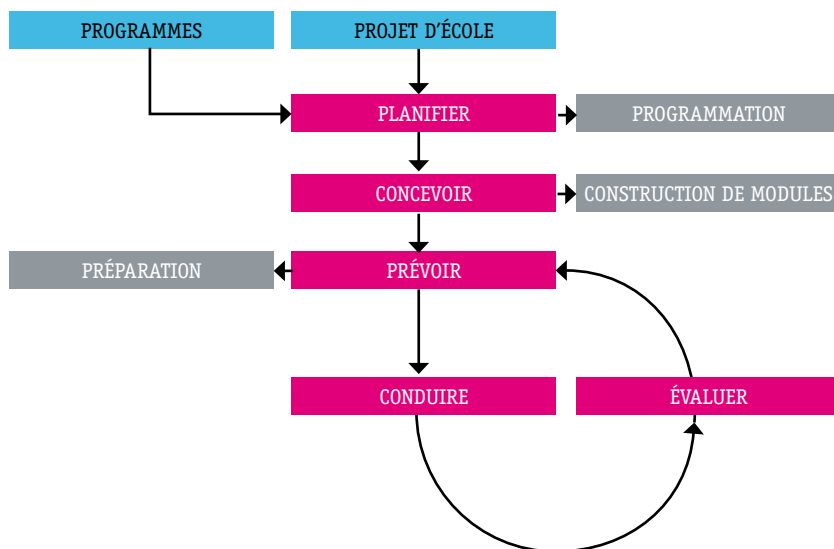 PROGRAMMES
PROJET D'ÉCOLE
PLANIFIER
PROGRAMMATION
CONCEVOIR
CONSTRUCTION DE MODULES
PRÉPARATION
PRÉVOIR
CONDUIRE
ÉVALUER